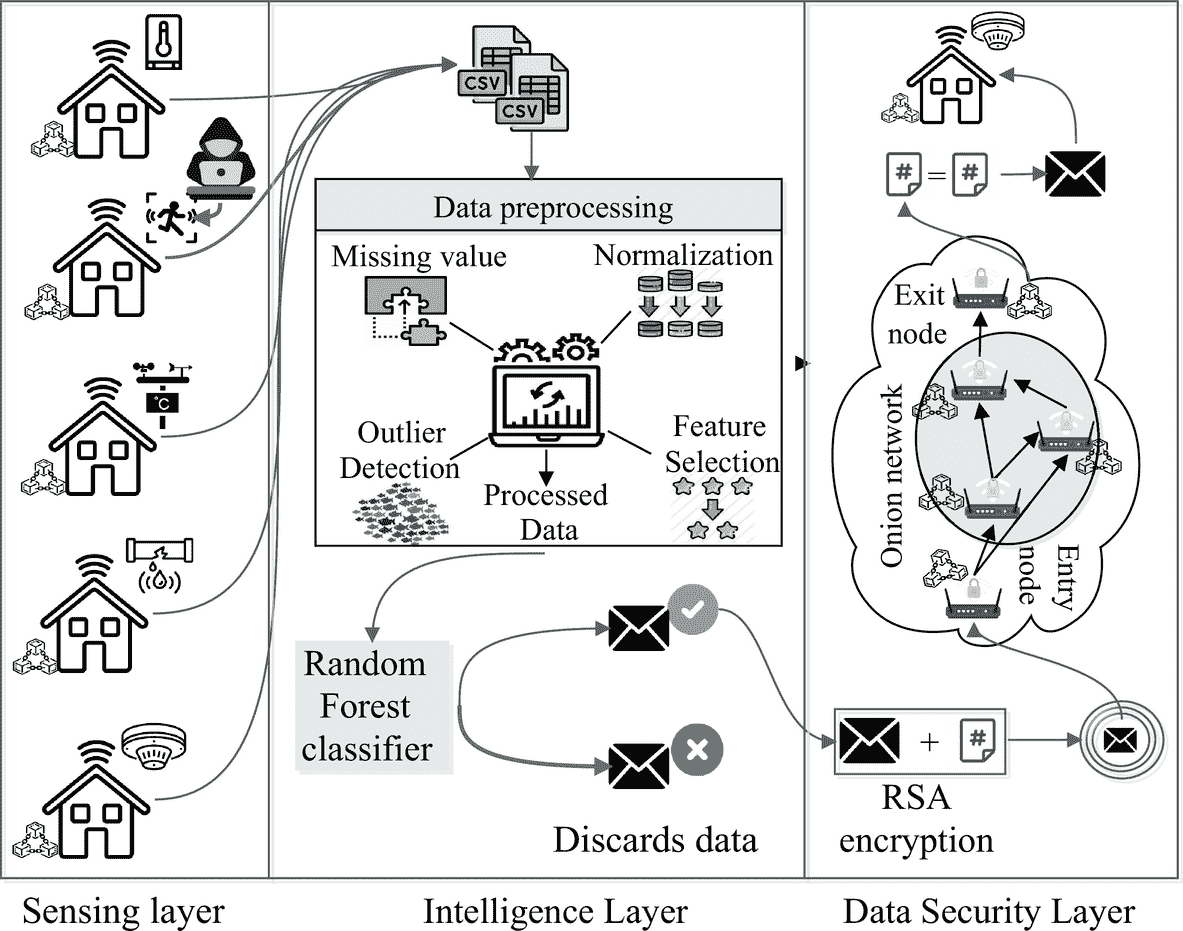 CSV
CSV
Data preprocessing
Missing value
Normalization
Outlier
Detection
Feature
Selection
Processed
Data
°C
Random
Forest
classifier
Discards data
# = #
Exit
node
Onion network
Entry
node
+ #
RSA
encryption
Sensing layer
Intelligence Layer
Data Security Layer